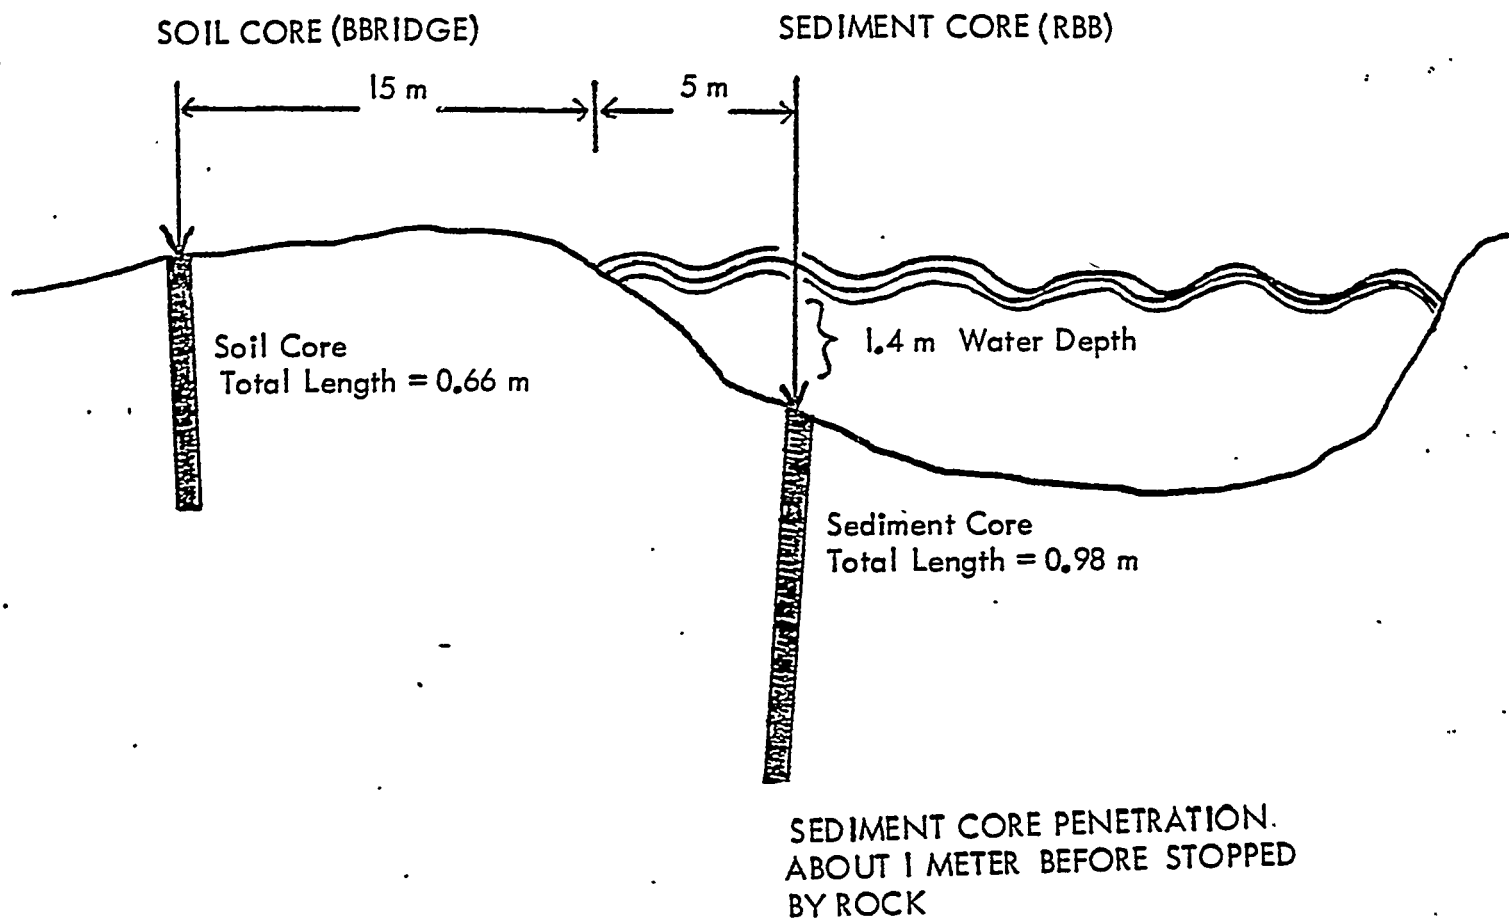 SOIL CORE (BBRIDGE)
SEDIMENT CORE (RBB)
15 m
5 m
1.4 m Water Depth
Soil Core
Total Length = 0.66 m
Sediment Core
Total Length = 0.98 m
SEDIMENT CORE PENETRATION.
ABOUT 1 METER BEFORE STOPPED
BY ROCK